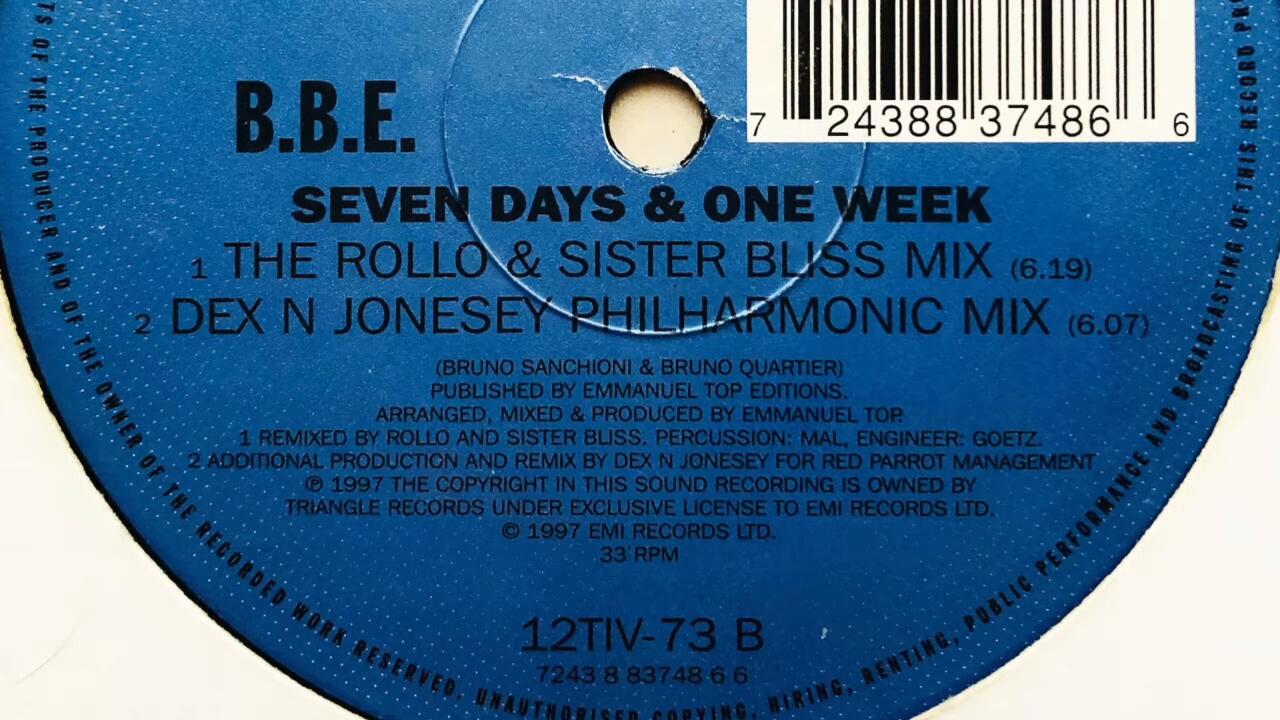 B.B.E.
7 24388 37486 6
SEVEN DAYS & ONE WEEK
1 THE ROLLO & SISTER BLISS MIX (6.19)
2 DEX N JONESEY PHILHARMONIC MIX (6.07)
(BRUNO SANCHIONI & BRUNO QUARTIER)
PUBLISHED BY EMMANUEL TOP EDITIONS.
ARRANGED, MIXED & PRODUCED BY EMMANUEL TOP.
1 REMIXED BY ROLLO AND SISTER BLISS. PERCUSSION: MAL, ENGINEER: GOETZ.
2 ADDITIONAL PRODUCTION AND REMIX BY DEX N JONESEY FOR RED PARROT MANAGEMENT
℗ 1997 THE COPYRIGHT IN THIS SOUND RECORDING IS OWNED BY
TRIANGLE RECORDS UNDER EXCLUSIVE LICENSE TO EMI RECORDS LTD.
© 1997 EMI RECORDS LTD.
33 RPM
12TIV-73 B
7243 8 83748 6 6
OF THE PRODUCER AND OF THE OWNER OF THE RECORDED WORK RESERVED. UNAUTHORISED COPYING, HIRING, RENTING, PUBLIC PERFORMANCE AND BROADCASTING OF THIS RECORD